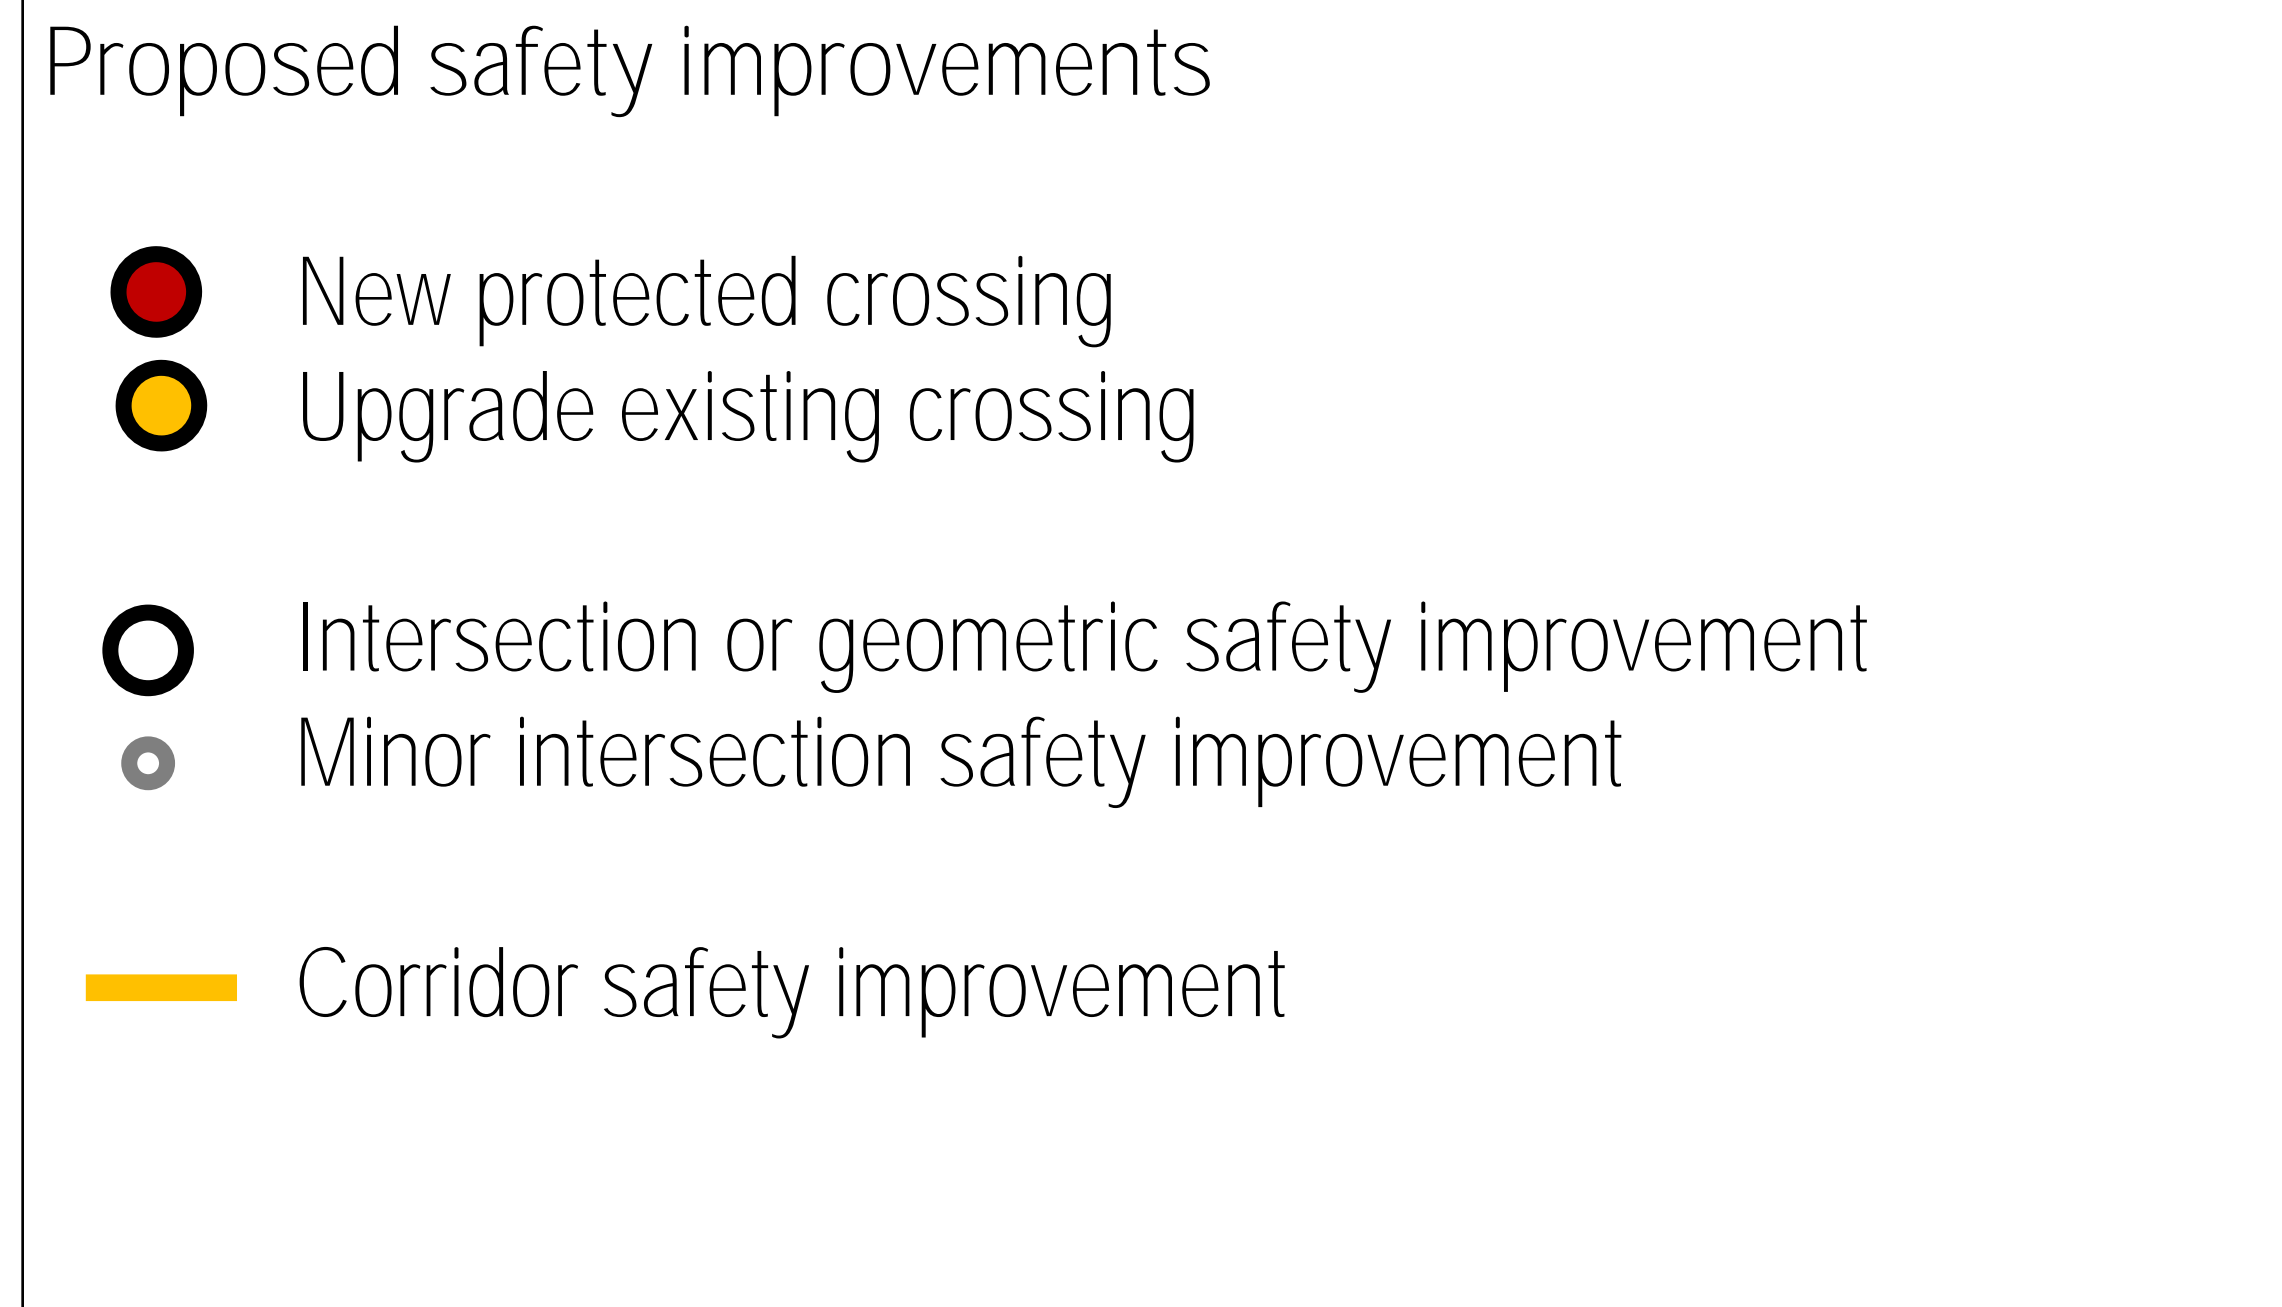 Proposed safety improvements
New protected crossing
Upgrade existing crossing
Intersection or geometric safety improvement
Minor intersection safety improvement
Corridor safety improvement